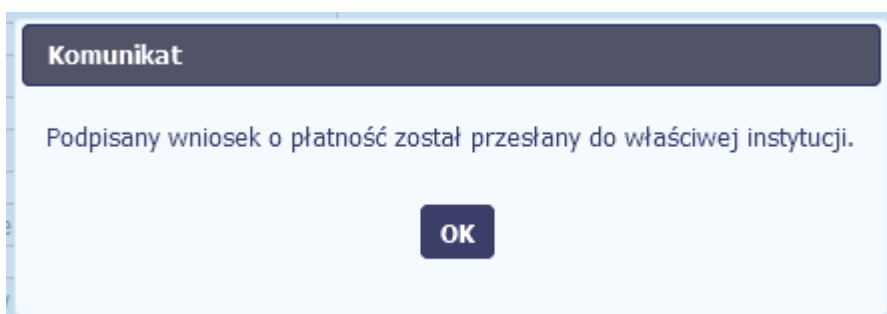 Komunikat
Podpisany wniosek o płatność został przesłany do właściwej instytucji.
OK